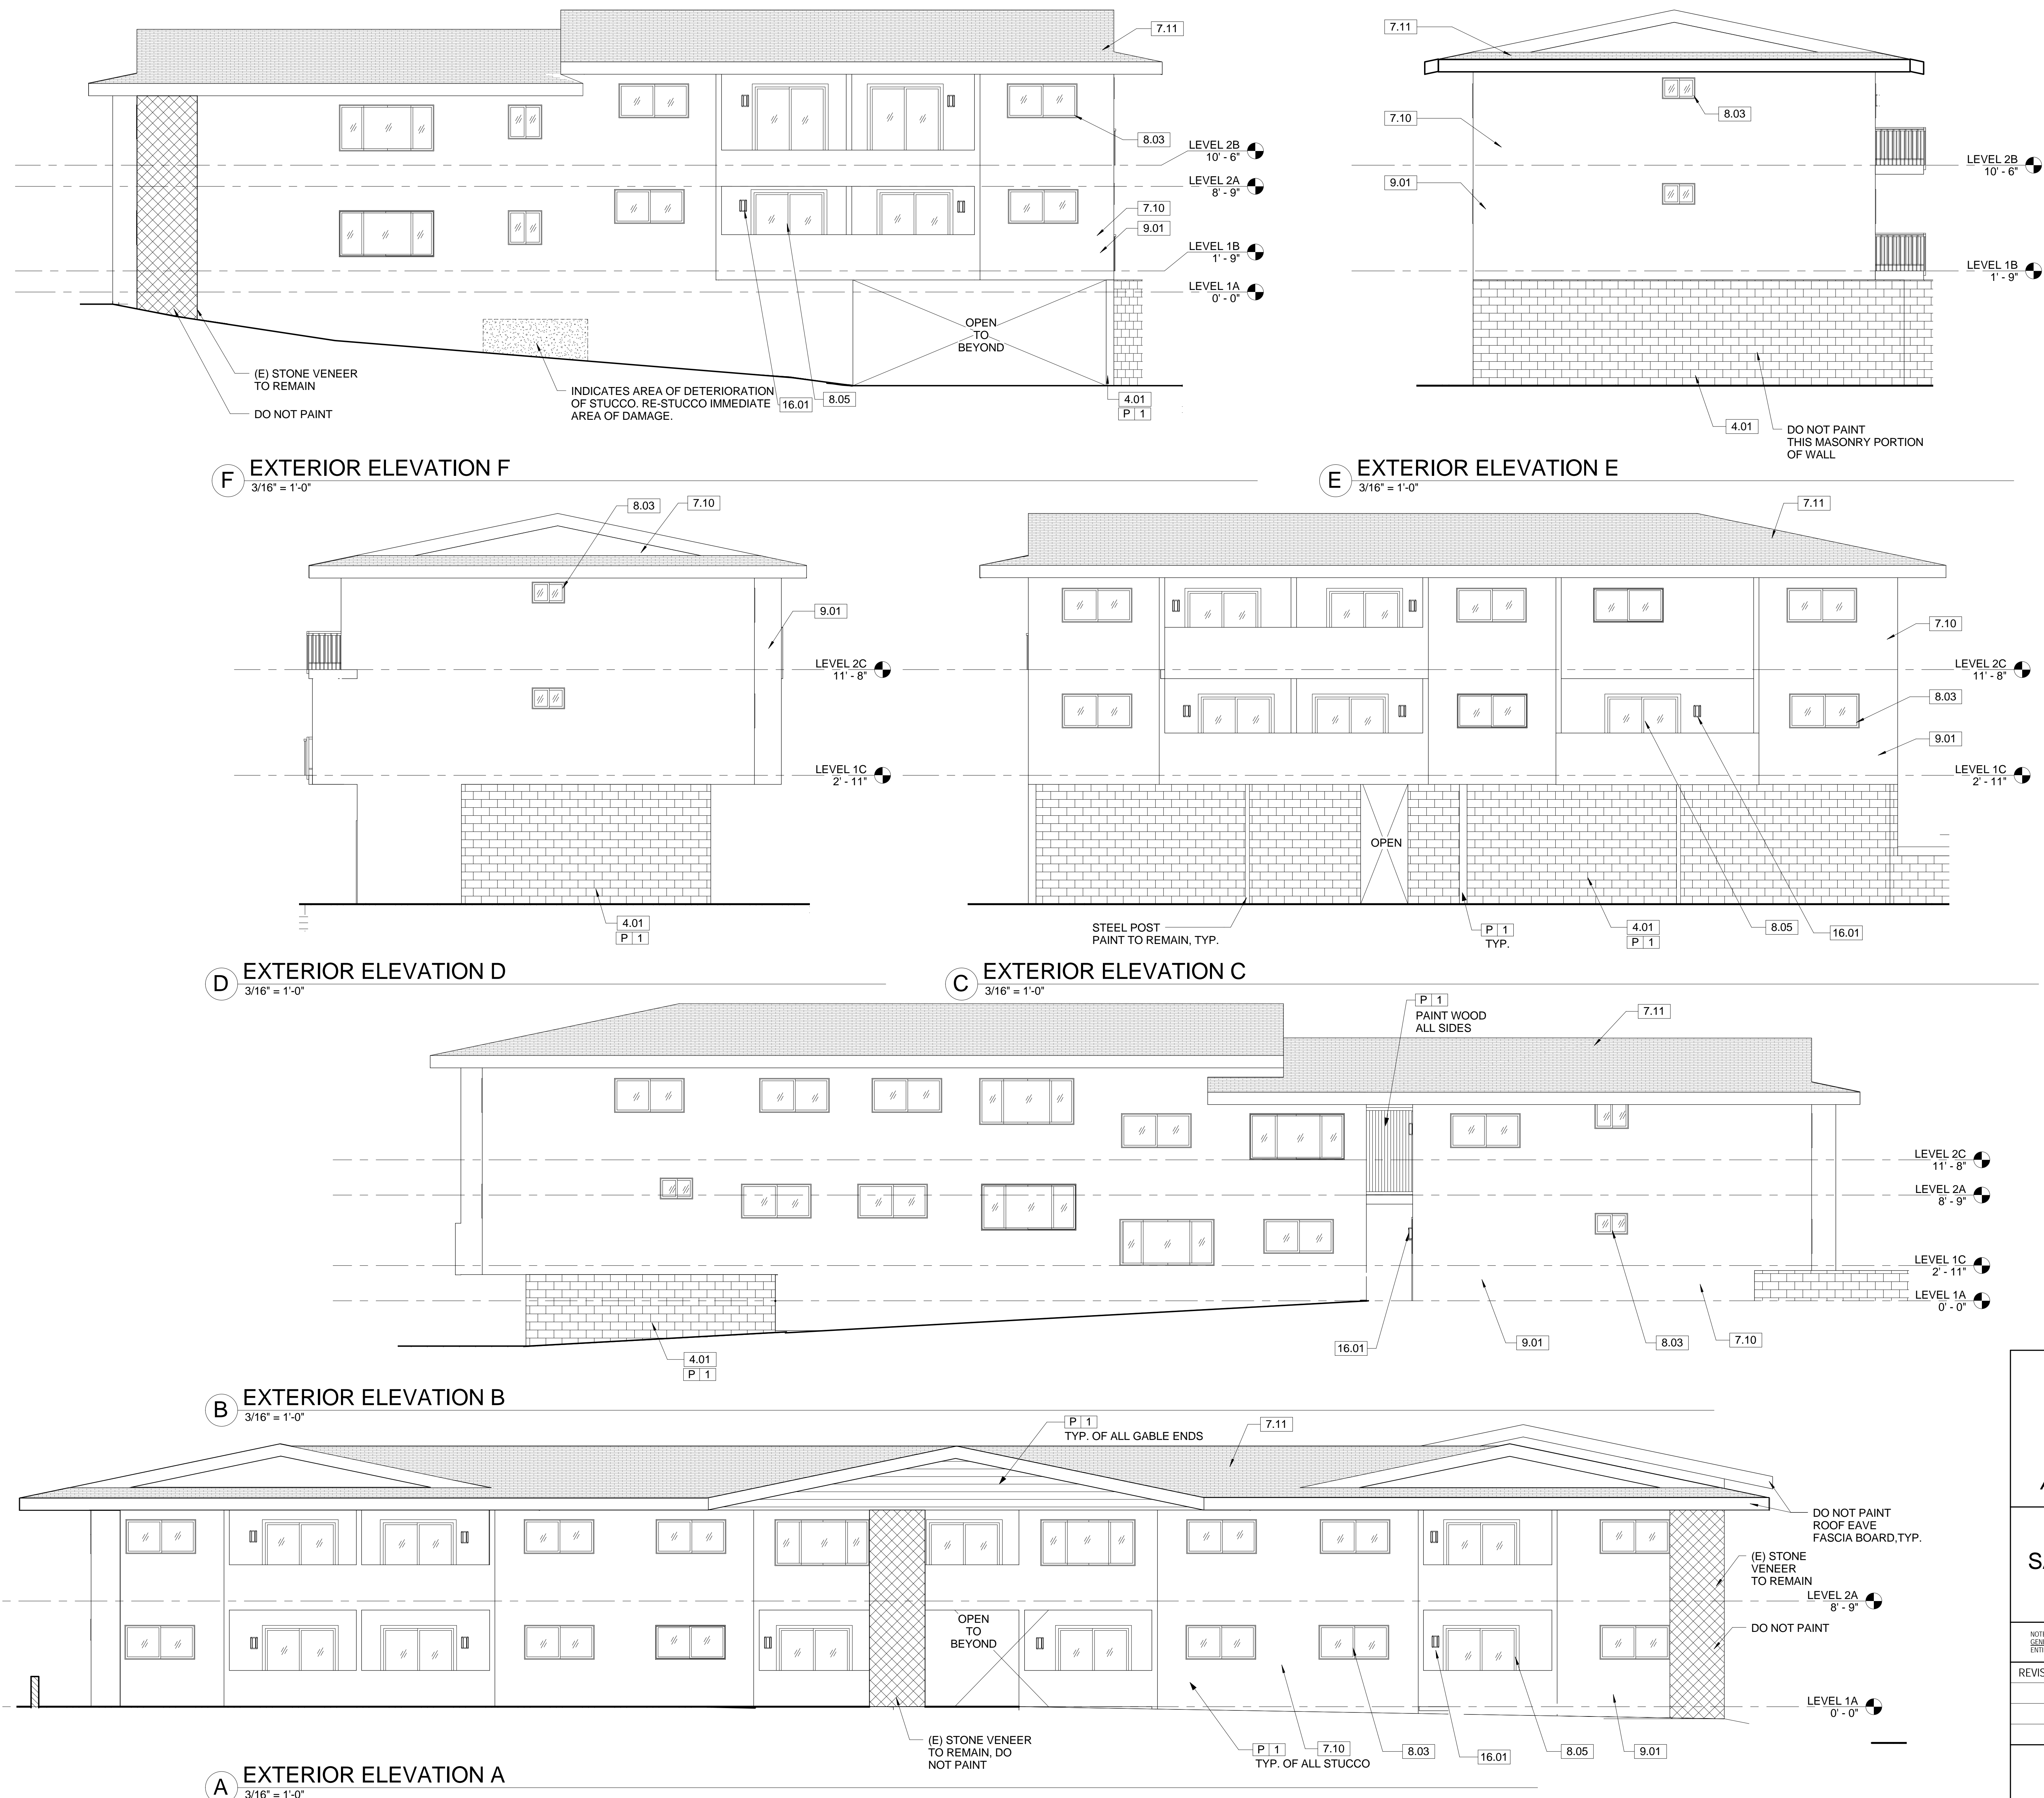 7.11
8.03
LEVEL 2B
10' - 6"
LEVEL 2A
8' - 9"
7.10
9.01
LEVEL 1B
1' - 9"
LEVEL 1A
0' - 0"
OPEN
TO
BEYOND
(E) STONE VENEER
TO REMAIN
DO NOT PAINT
INDICATES AREA OF DETERIORATION
OF STUCCO. RE-STUCCO IMMEDIATE
AREA OF DAMAGE.
16.01
8.05
4.01
P 1
F
EXTERIOR ELEVATION F
3/16" = 1'-0"
7.11
7.10
8.03
9.01
LEVEL 2B
10' - 6"
LEVEL 1B
1' - 9"
4.01
DO NOT PAINT
THIS MASONRY PORTION
OF WALL
E
EXTERIOR ELEVATION E
3/16" = 1'-0"
8.03
7.10
9.01
LEVEL 2C
11' - 8"
LEVEL 1C
2' - 11"
4.01
P 1
D
EXTERIOR ELEVATION D
3/16" = 1'-0"
7.11
7.10
LEVEL 2C
11' - 8"
8.03
9.01
LEVEL 1C
2' - 11"
OPEN
STEEL POST
PAINT TO REMAIN, TYP.
P 1
TYP.
4.01
P 1
8.05
16.01
C
EXTERIOR ELEVATION C
3/16" = 1'-0"
P 1
PAINT WOOD
ALL SIDES
7.11
LEVEL 2C
11' - 8"
LEVEL 2A
8' - 9"
LEVEL 1C
2' - 11"
LEVEL 1A
0' - 0"
4.01
P 1
16.01
9.01
8.03
7.10
B
EXTERIOR ELEVATION B
3/16" = 1'-0"
P 1
TYP. OF ALL GABLE ENDS
7.11
DO NOT PAINT
ROOF EAVE
FASCIA BOARD,TYP.
(E) STONE
VENEER
TO REMAIN
LEVEL 2A
8' - 9"
DO NOT PAINT
OPEN
TO
BEYOND
LEVEL 1A
0' - 0"
(E) STONE VENEER
TO REMAIN, DO
NOT PAINT
P 1
TYP. OF ALL STUCCO
7.10
8.03
16.01
8.05
9.01
A
EXTERIOR ELEVATION A
3/16" = 1'-0"